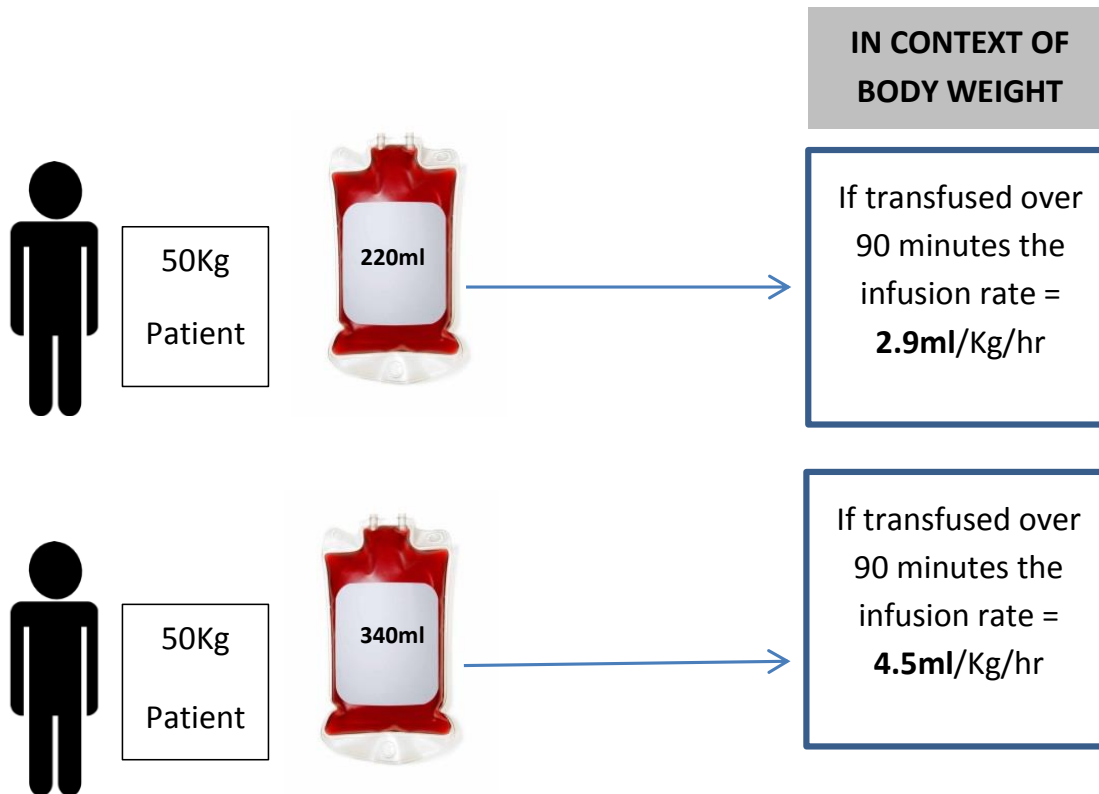 IN CONTEXT OF
BODY WEIGHT
50Kg
Patient
220ml
If transfused over
90 minutes the
infusion rate =
2.9ml/Kg/hr
50Kg
Patient
340ml
If transfused over
90 minutes the
infusion rate =
4.5ml/Kg/hr